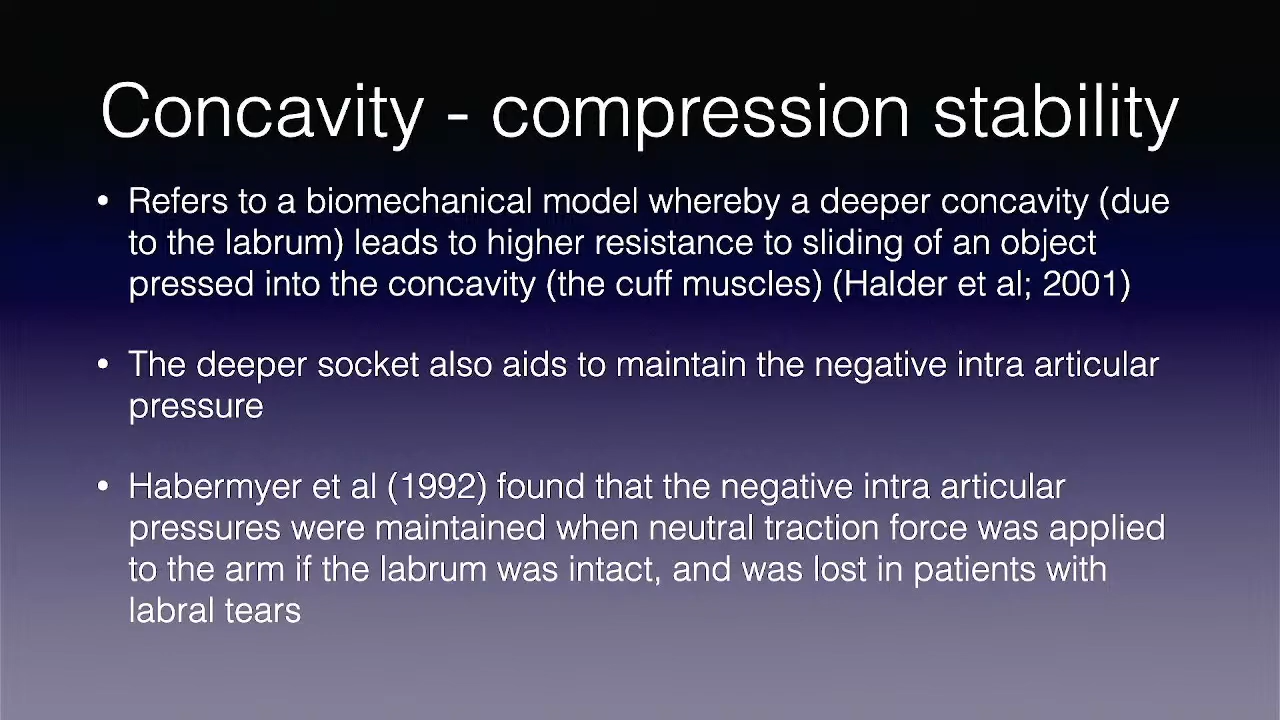 Concavity - compression stability
• Refers to a biomechanical model whereby a deeper concavity (due
to the labrum) leads to higher resistance to sliding of an object
pressed into the concavity (the cuff muscles) (Halder et al; 2001)
• The deeper socket also aids to maintain the negative intra articular
pressure
• Habermyer et al (1992) found that the negative intra articular
pressures were maintained when neutral traction force was applied
to the arm if the labrum was intact, and was lost in patients with
labral tears